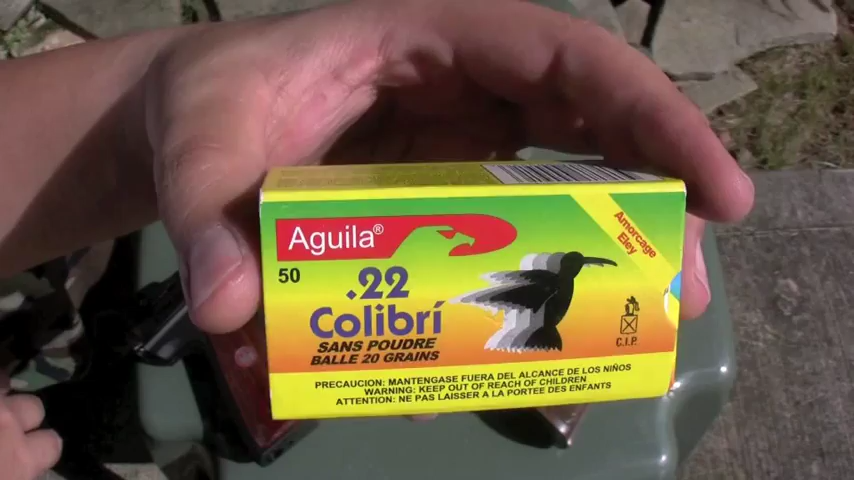 Aguila®
Amorcage
Eley
50
.22
Colibrí
SANS POUDRE
BALLE 20 GRAINS
C.I.P.
PRECAUCION: MANTENGASE FUERA DEL ALCANCE DE LOS NIÑOS
WARNING: KEEP OUT OF REACH OF CHILDREN
ATTENTION: NE PAS LAISSER A LA PORTEE DES ENFANTS